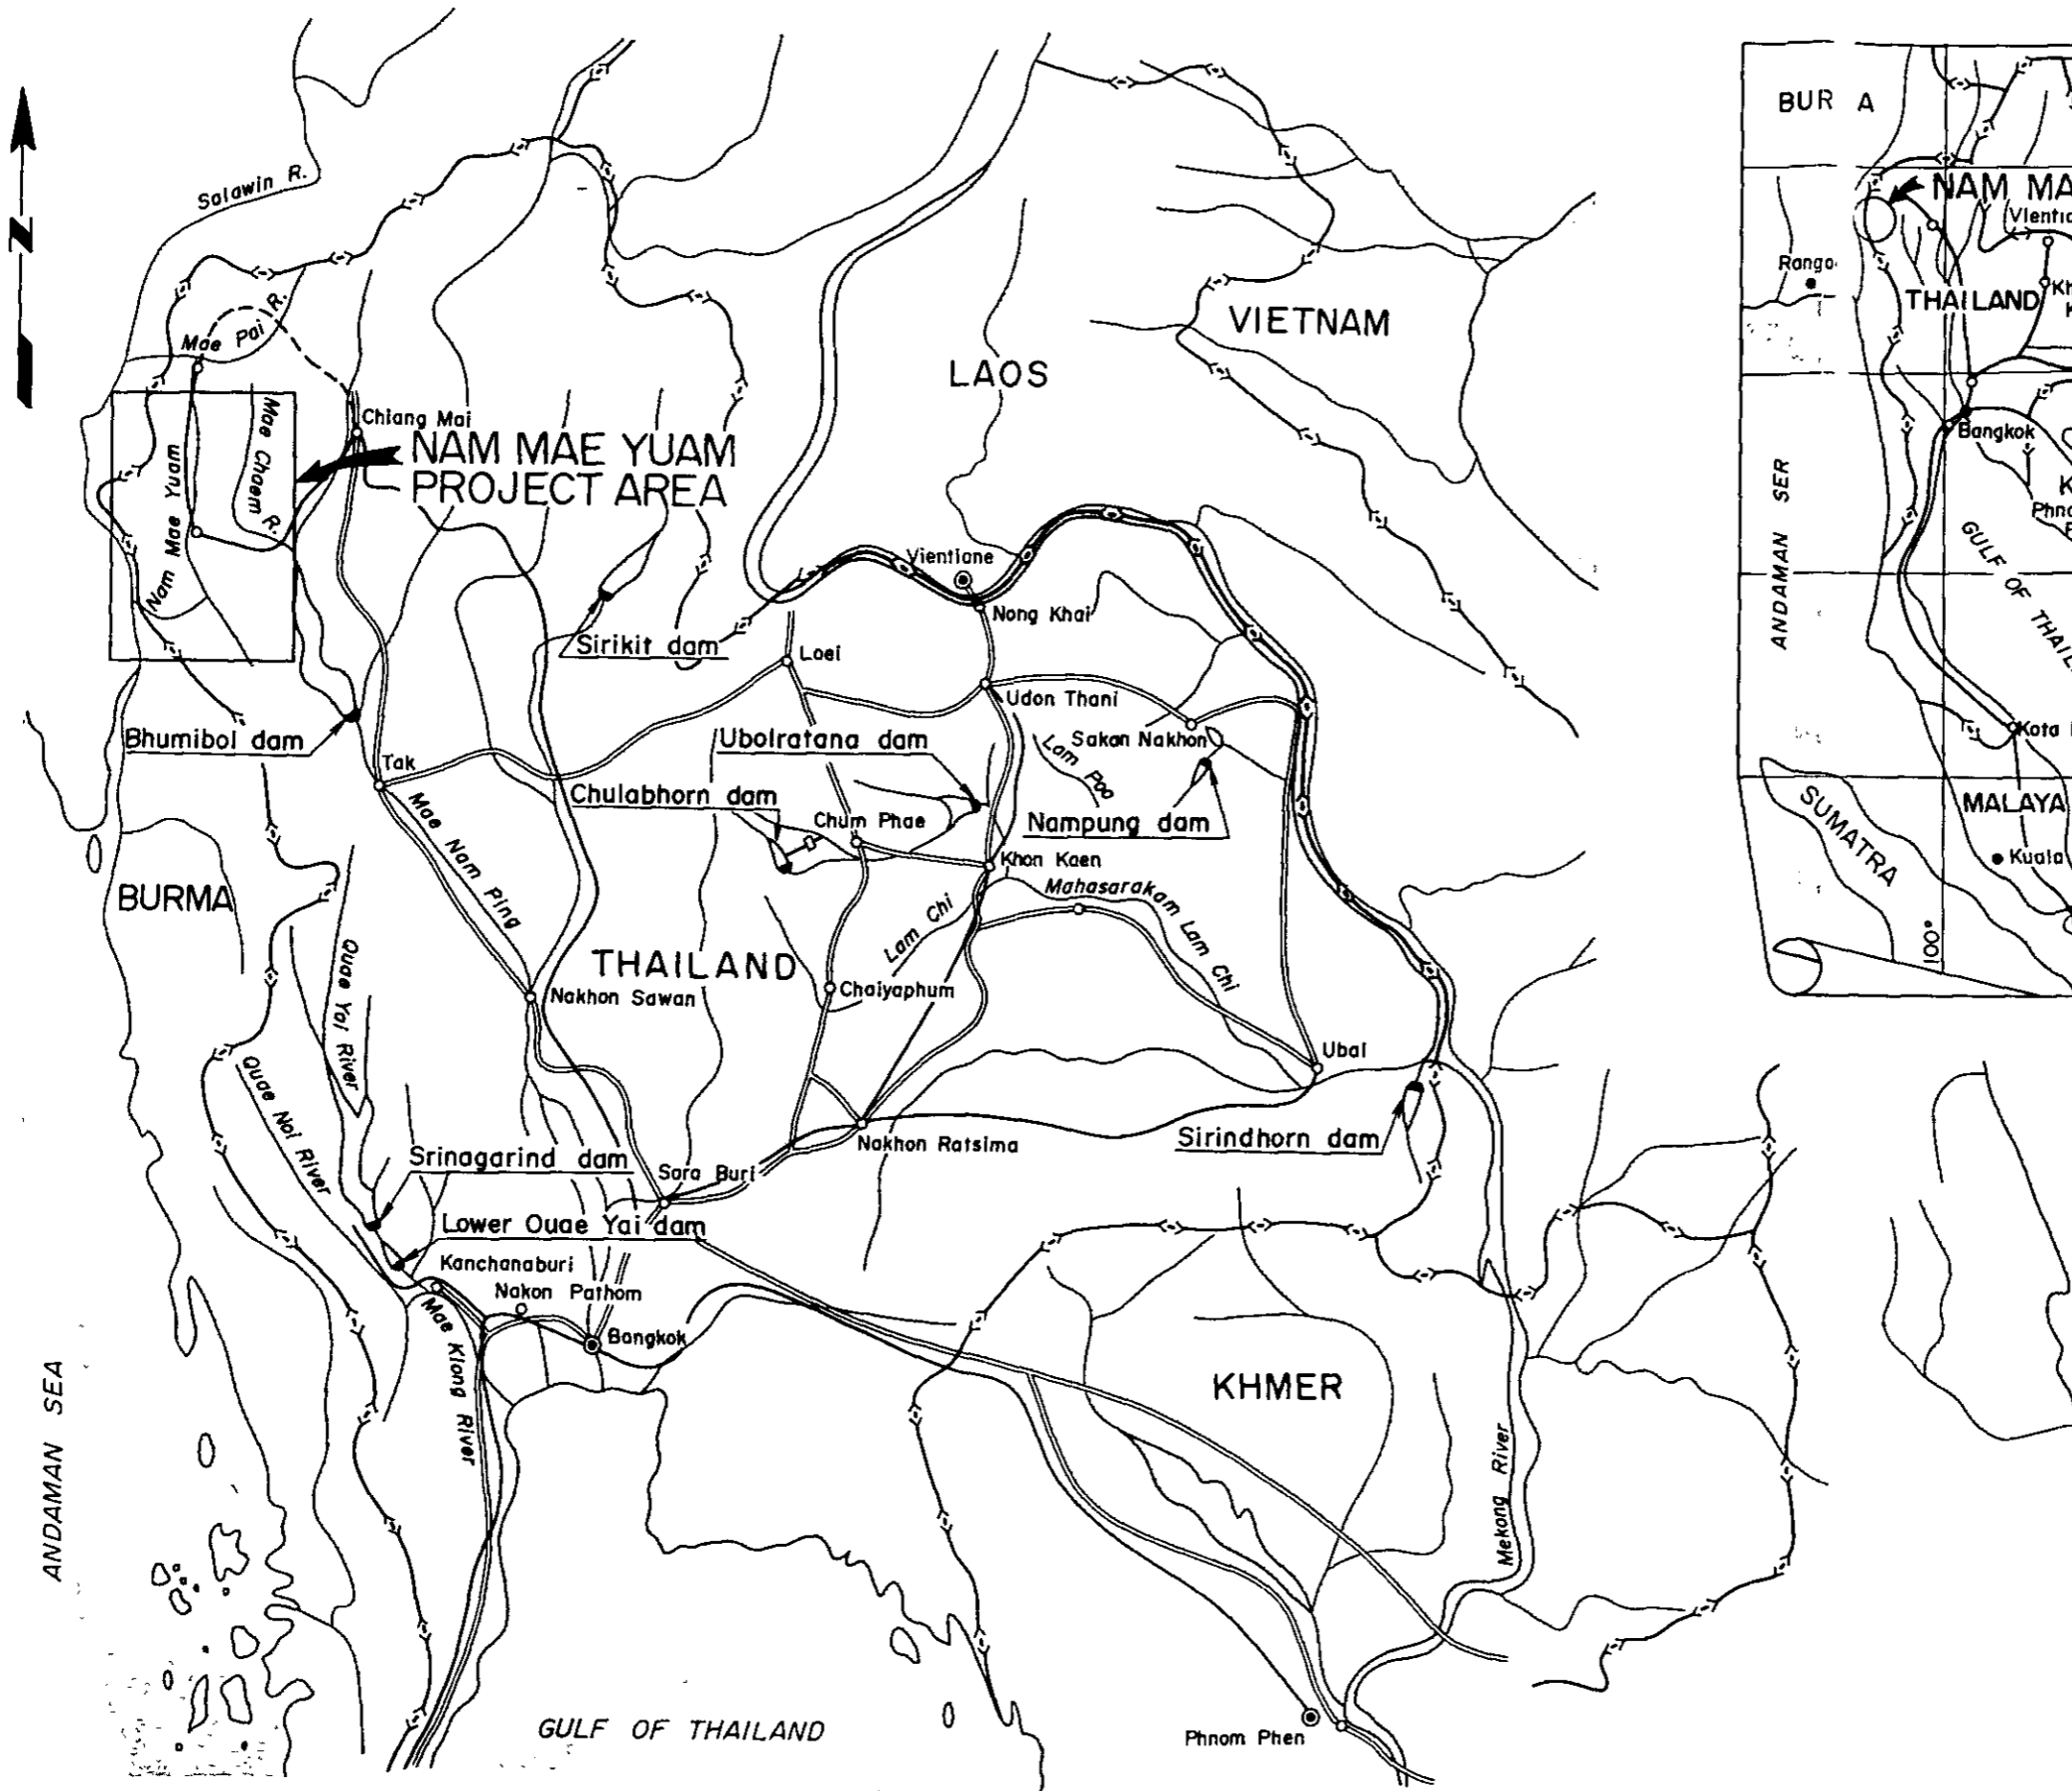 N
Salawin R.
Mae Pai R.
Chiang Mai
NAM MAE YUAM
PROJECT AREA
Mae Chaem R.
Nam Mae Yuam
LAOS
VIETNAM
Vientiane
Nong Khai
Sirikit dam
Loei
Udon Thani
Bhumibol dam
Ubolratana dam
Sakon Nakhon
Lam Pao
Tak
Chulabhorn dam
Chum Phae
Nampung dam
Khon Kaen
Mahasarakam
Lam Chi
Lam Chi
Mae Nam Ping
BURMA
THAILAND
Nakhon Sawan
Chaiyaphum
Quae Yai River
Quae Noi River
Ubal
Nakhon Ratsima
Sirindhorn dam
Srinagarind dam
Sara Buri
Lower Quae Yai dam
Kanchanaburi
Nakon Pathom
Bangkok
Mae Klong River
KHMER
Mekong River
ANDAMAN SEA
GULF OF THAILAND
Phnom Phen
BUR A
NAM MA
Vientia
Rango
THAILAND
Kh
K
Bangkok
K
Phno
P
ANDAMAN SER
GULF OF THAIL
Kota
SUMATRA
MALAYA
Kuala
100°